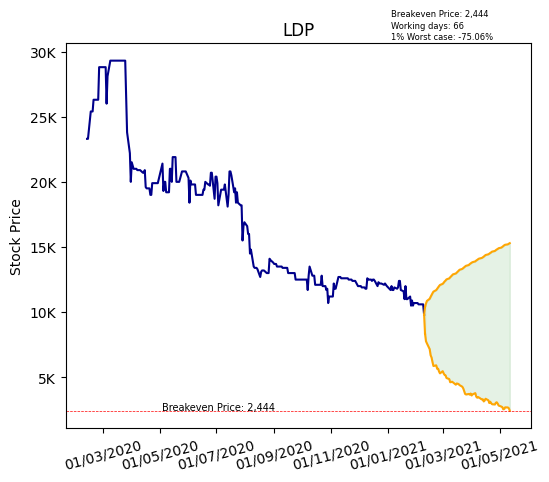 Breakeven Price: 2,444
Working days: 66
1% Worst case: -75.06%
LDP
30K
25K
20K
15K
10K
5K
Stock Price
Breakeven Price: 2,444
01/03/2020 01/05/2020 01/07/2020 01/09/2020 01/11/2020 01/01/2021 01/03/2021 01/05/2021